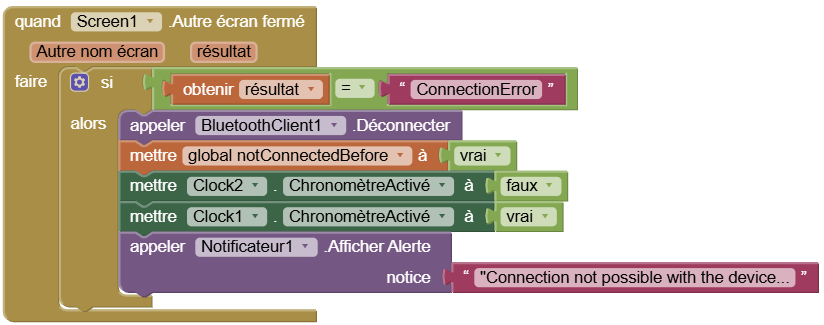 quand Screen1 .Autre écran fermé
Autre nom écran résultat
faire si obtenir résultat = “ ConnectionError ”
alors appeler BluetoothClient1 .Déconnecter
mettre global notConnectedBefore à vrai
mettre Clock2 . ChronomètreActivé à faux
mettre Clock1 . ChronomètreActivé à vrai
appeler Notificateur1 .Afficher Alerte
notice “ "Connection not possible with the device... ”